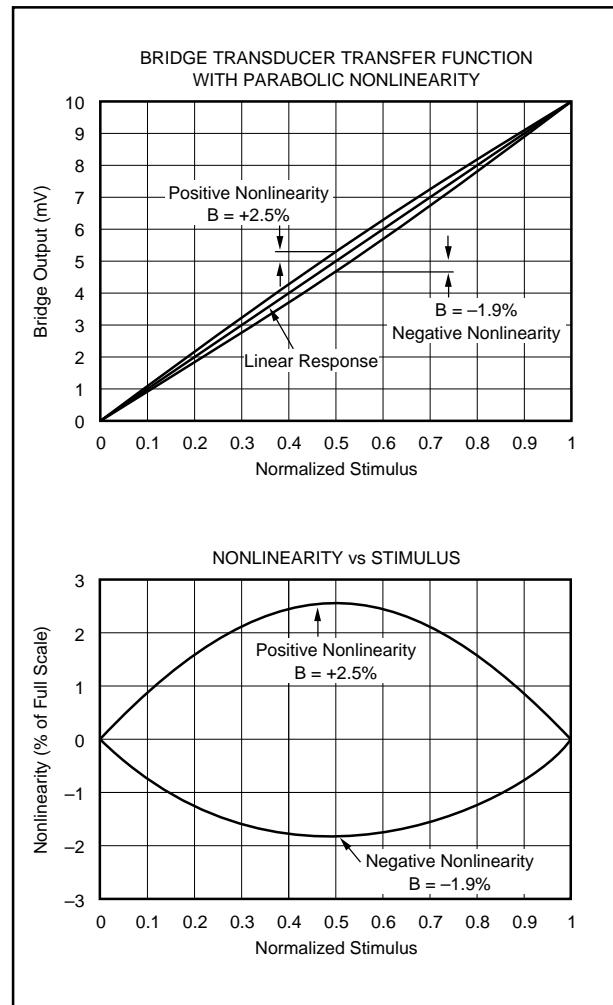 BRIDGE TRANSDUCER TRANSFER FUNCTION
WITH PARABOLIC NONLINEARITY
10
9
8
7
6
5
4
3
2
1
0
Bridge Output (mV)
Positive Nonlinearity
B = +2.5%
B = –1.9%
Negative Nonlinearity
Linear Response
0 0.1 0.2 0.3 0.4 0.5 0.6 0.7 0.8 0.9 1
Normalized Stimulus
NONLINEARITY vs STIMULUS
3
2
1
0
–1
–2
–3
Nonlinearity (% of Full Scale)
Positive Nonlinearity
B = +2.5%
Negative Nonlinearity
B = –1.9%
0 0.1 0.2 0.3 0.4 0.5 0.6 0.7 0.8 0.9 1
Normalized Stimulus